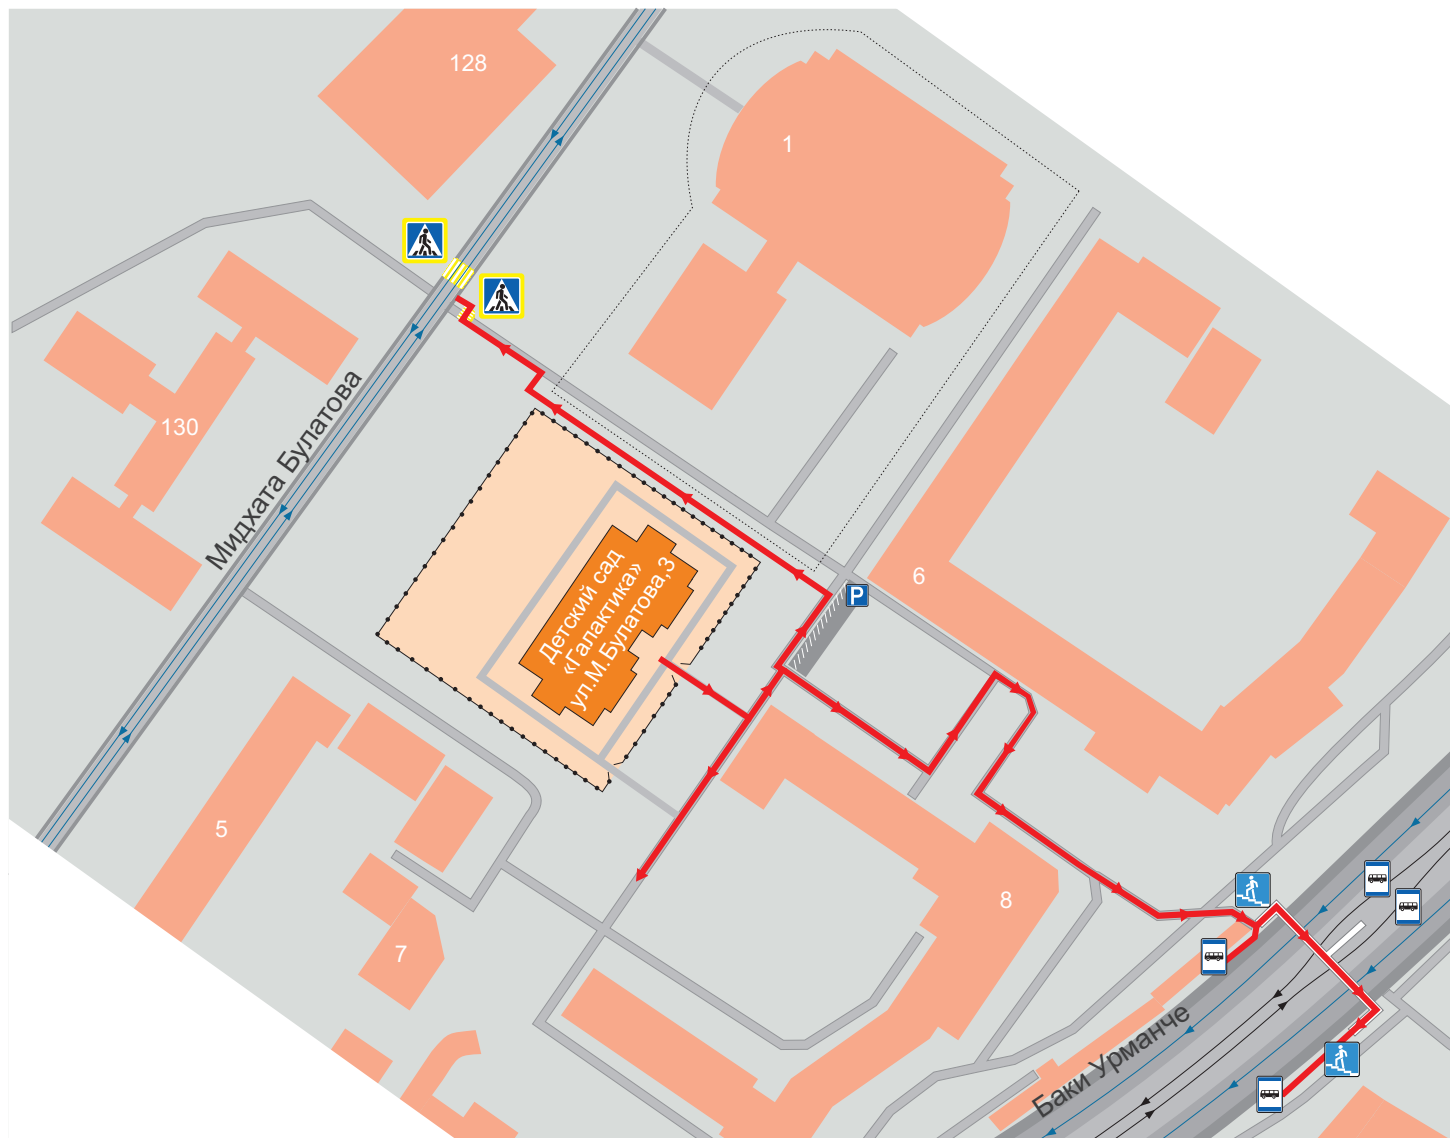 128
1
130
Мидхата Булатова
Детский сад
«Галактика»
ул.М.Булатова,3
P
6
5
7
8
Баки Урманче